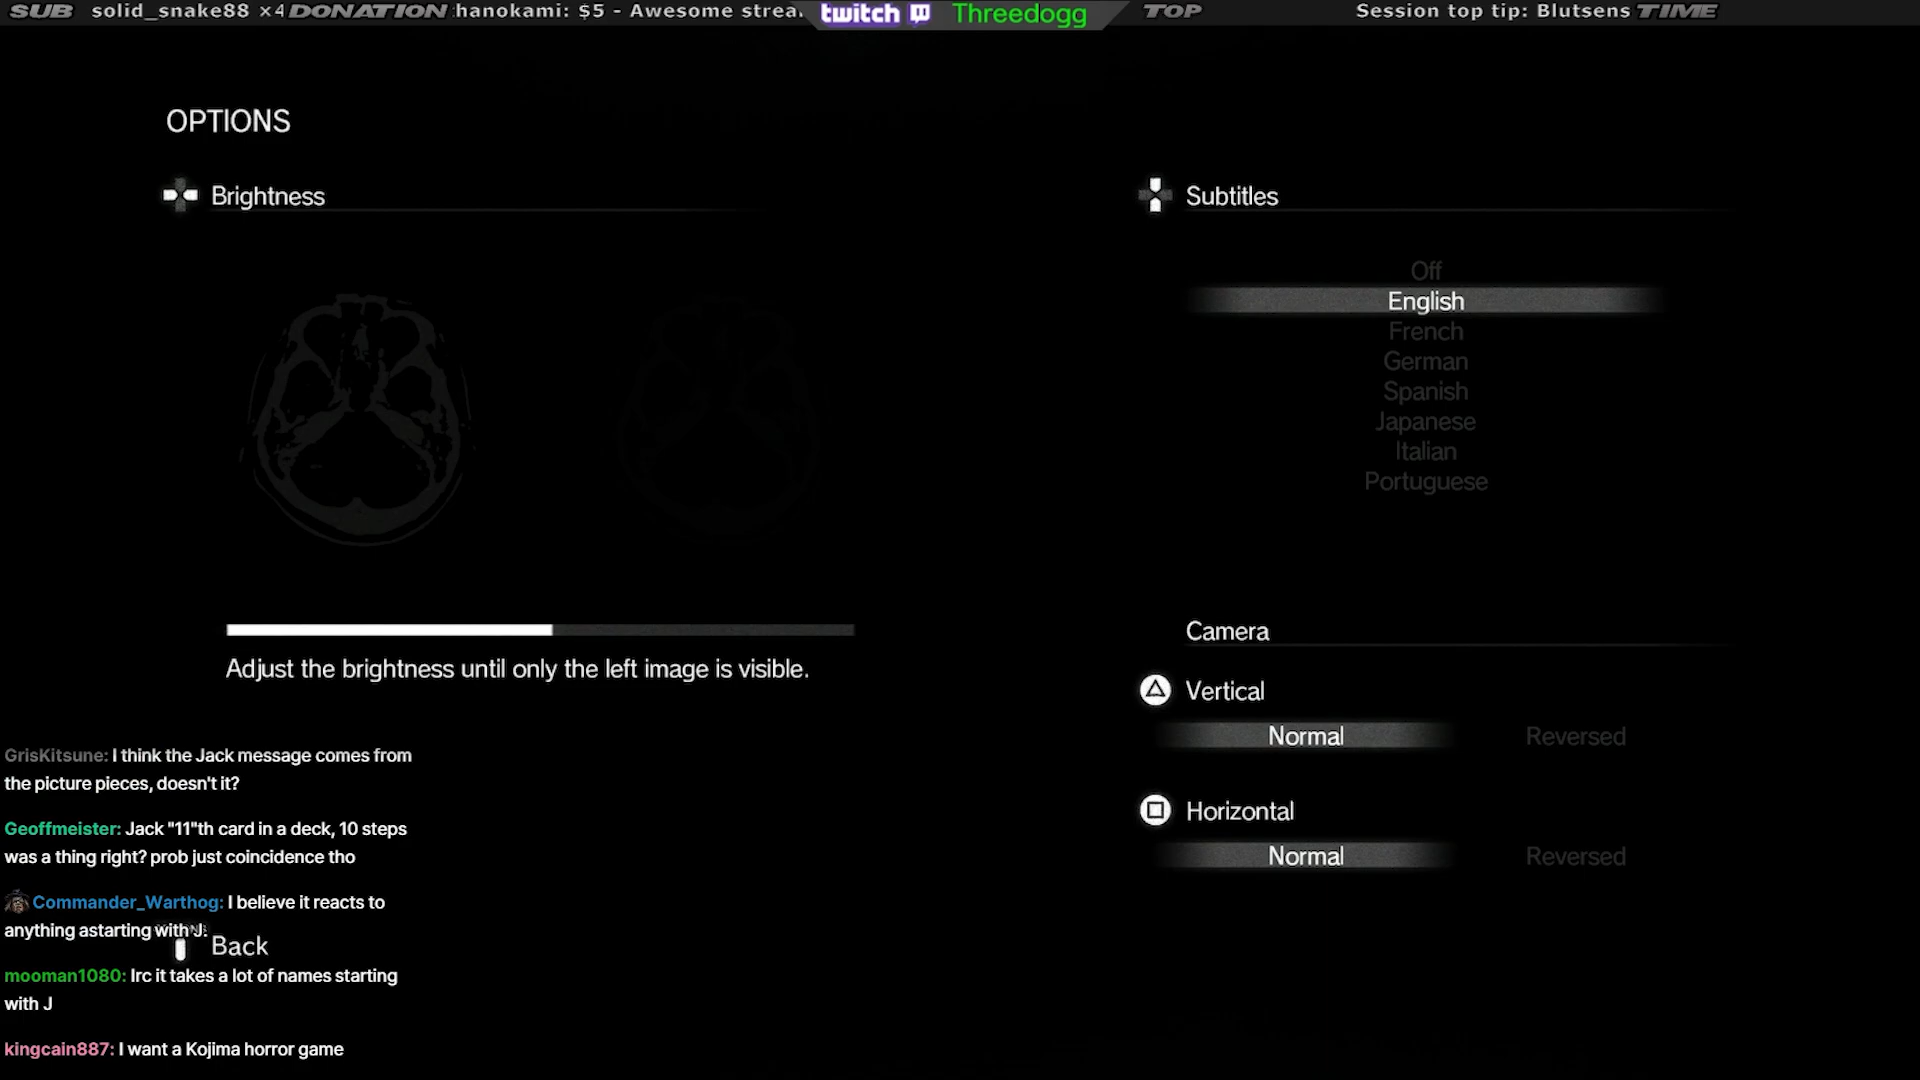 SUB solid_snake88 ×4 DONATION hanokami: $5 - Awesome strea twitch Threedogg TOP Session top tip: Blutsens TIME
OPTIONS
Brightness
Subtitles
Off
English
French
German
Spanish
Japanese
Italian
Portuguese
Adjust the brightness until only the left image is visible.
Camera
Vertical
Normal Reversed
Horizontal
Normal Reversed
GrisKitsune: I think the Jack message comes from
the picture pieces, doesn't it?
Geoffmeister: Jack "11"th card in a deck, 10 steps
was a thing right? prob just coincidence tho
Commander_Warthog: I believe it reacts to
anything astarting with J.
Back
mooman1080: Irc it takes a lot of names starting
with J
kingcain887: I want a Kojima horror game